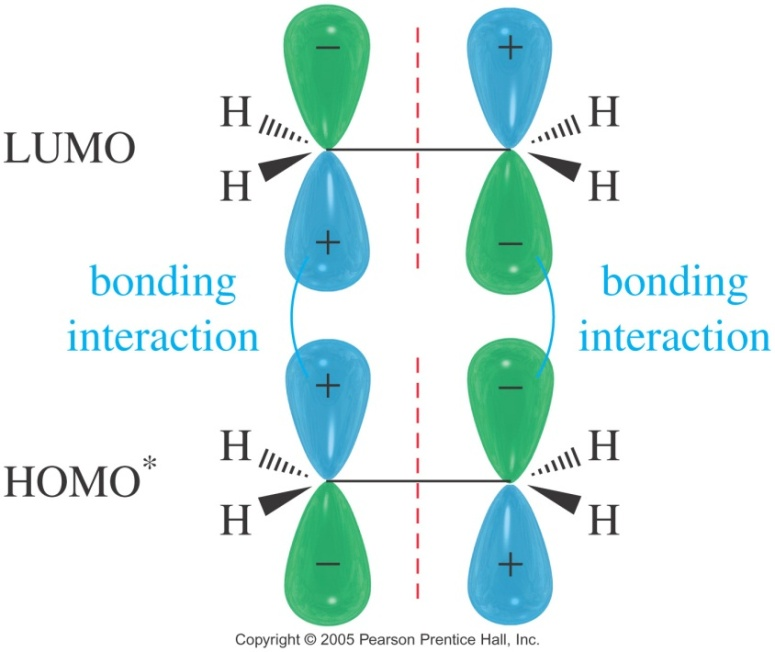 − +
H H
LUMO
H H
+ −
bonding bonding
interaction interaction
+ −
H H
HOMO*
H H
− +
Copyright © 2005 Pearson Prentice Hall, Inc.